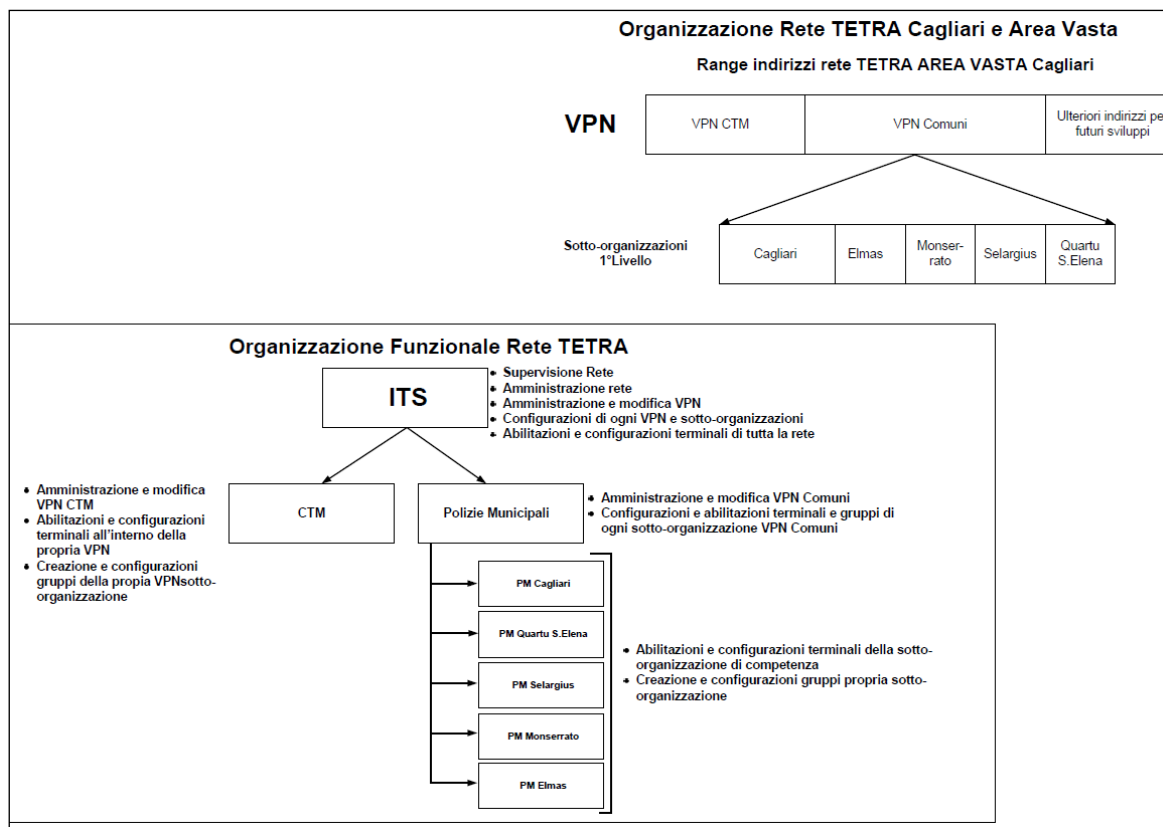 Organizzazione Rete TETRA Cagliari e Area Vasta
Range indirizzi rete TETRA AREA VASTA Cagliari
VPN
VPN CTM
VPN Comuni
Ulteriori indirizzi pe
futuri sviluppi
Sotto-organizzazioni
1°Livello
Cagliari
Elmas
Monser-
rato
Selargius
Quartu
S.Elena
Organizzazione Funzionale Rete TETRA
ITS
• Supervisione Rete
• Amministrazione rete
• Amministrazione e modifica VPN
• Configurazioni di ogni VPN e sotto-organizzazioni
• Abilitazioni e configurazioni terminali di tutta la rete
• Amministrazione e modifica
VPN CTM
• Abilitazioni e configurazioni
terminali all'interno della
propria VPN
• Creazione e configurazioni
gruppi della propia VPNsotto-
organizzazione
CTM
Polizie Municipali
• Amministrazione e modifica VPN Comuni
• Configurazioni e abilitazioni terminali e gruppi di
ogni sotto-organizzazione VPN Comuni
PM Cagliari
PM Quartu S.Elena
PM Selargius
PM Monserrato
PM Elmas
• Abilitazioni e configurazioni terminali della sotto-
organizzazione di competenza
• Creazione e configurazioni gruppi propria sotto-
organizzazione